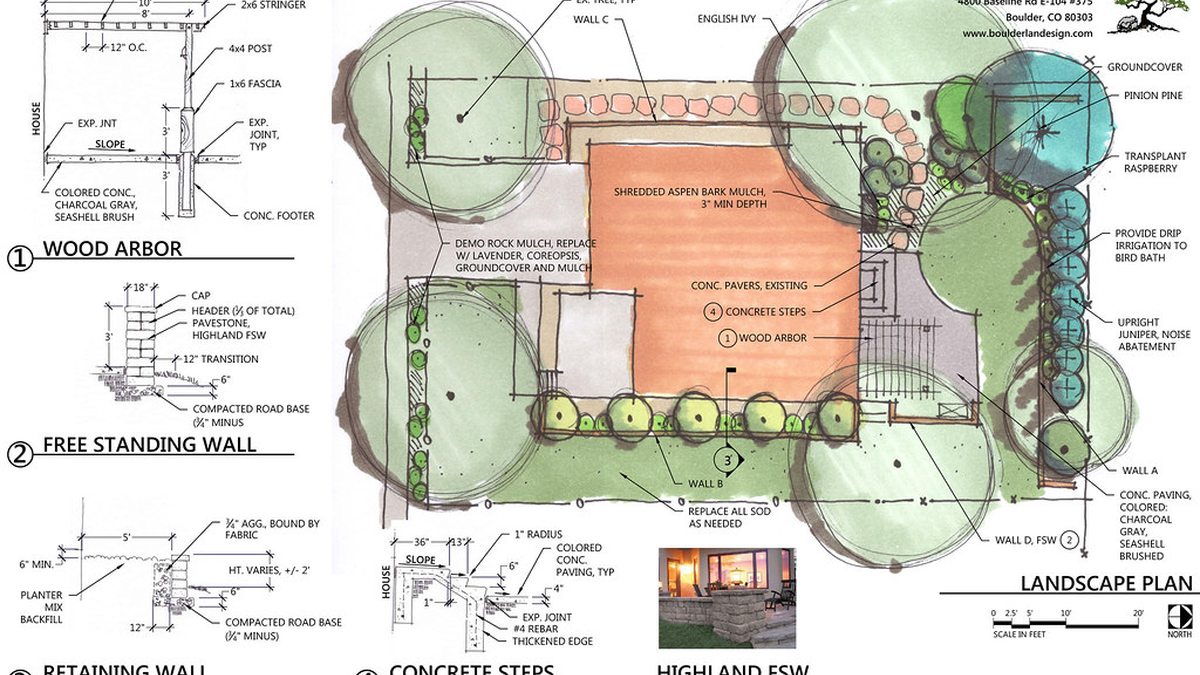 10'
8'
2x6 STRINGER
12" O.C.
4x4 POST
1x6 FASCIA
HOUSE
EXP. JNT
3'
EXP.
JOINT,
TYP
SLOPE
3'
COLORED CONC.,
CHARCOAL GRAY,
SEASHELL BRUSH
CONC. FOOTER
1 WOOD ARBOR
18"
CAP
HEADER (⅓ OF TOTAL)
PAVESTONE,
HIGHLAND FSW
3'
12" TRANSITION
6"
COMPACTED ROAD BASE
(¾" MINUS
2 FREE STANDING WALL
¾" AGG., BOUND BY
FABRIC
5'
6" MIN.
HT. VARIES, +/- 2'
6"
PLANTER
MIX
BACKFILL
COMPACTED ROAD BASE
(¾" MINUS)
12"
RETAINING WALL
36"
13"
1" RADIUS
SLOPE
COLORED
CONC.
PAVING, TYP
6"
4"
HOUSE
1"
EXP. JOINT
#4 REBAR
THICKENED EDGE
CONCRETE STEPS
HIGHLAND FSW
EX. TREE, TYP
WALL C
ENGLISH IVY
4800 Baseline Rd E-104 #375
Boulder, CO 80303
www.boulderlandesign.com
GROUNDCOVER
PINION PINE
TRANSPLANT
RASPBERRY
SHREDDED ASPEN BARK MULCH,
3" MIN DEPTH
DEMO ROCK MULCH, REPLACE
W/ LAVENDER, COREOPSIS,
GROUNDCOVER AND MULCH
PROVIDE DRIP
IRRIGATION TO
BIRD BATH
CONC. PAVERS, EXISTING
4 CONCRETE STEPS
1 WOOD ARBOR
UPRIGHT
JUNIPER, NOISE
ABATEMENT
3
WALL B
REPLACE ALL SOD
AS NEEDED
WALL A
CONC. PAVING,
COLORED:
CHARCOAL
GRAY,
SEASHELL
BRUSHED
WALL D, FSW 2
LANDSCAPE PLAN
0 2.5' 5' 10' 20'
SCALE IN FEET
NORTH